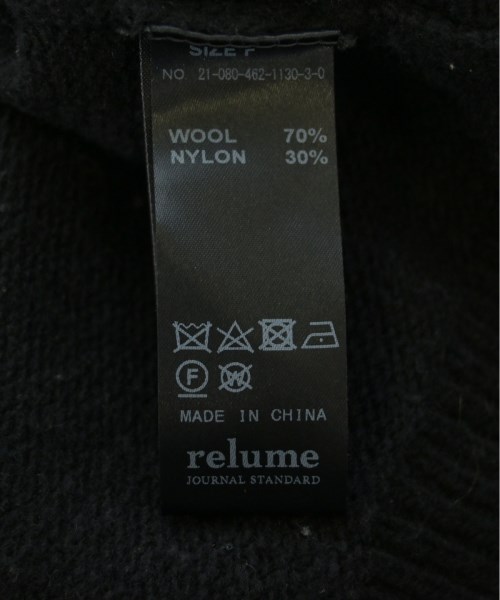 SIZE F
NO. 21-080-462-1130-3-0
WOOL 70%
NYLON 30%
F W
MADE IN CHINA
relume
JOURNAL STANDARD